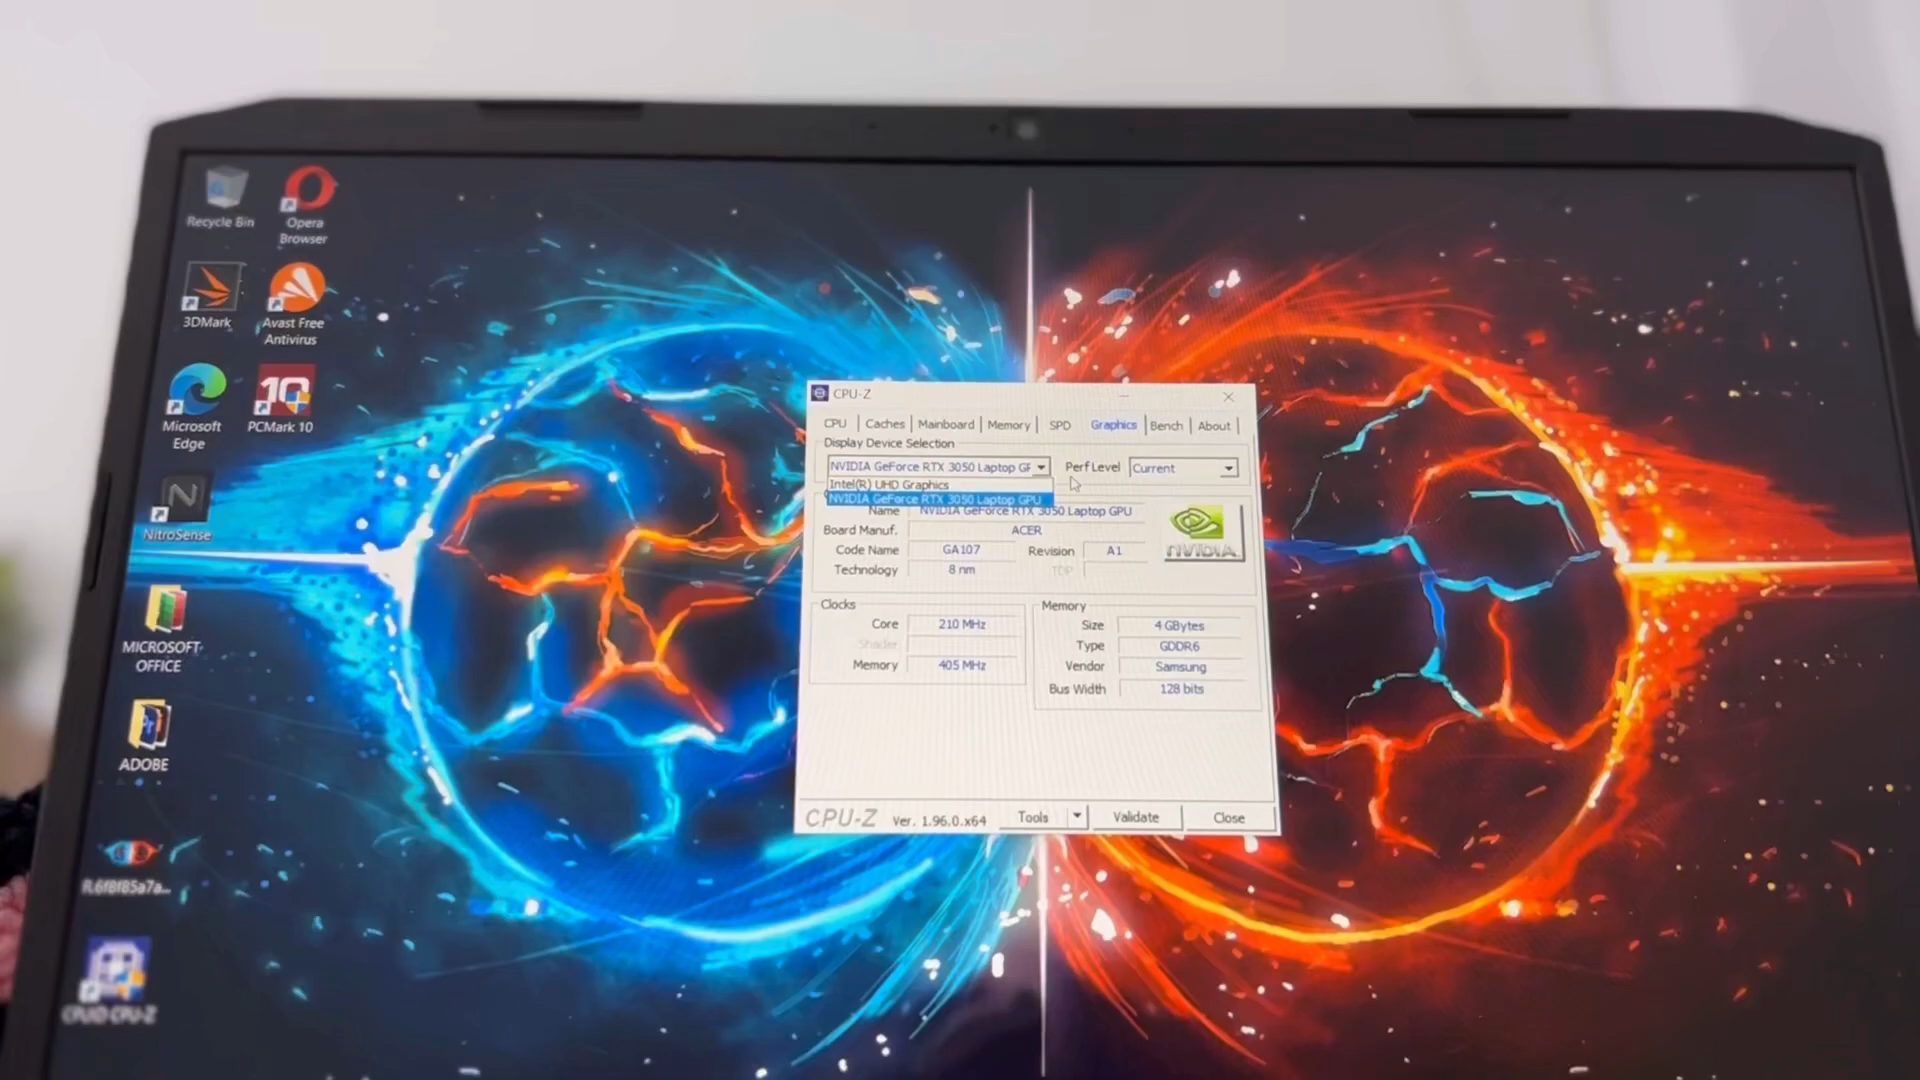 Recycle Bin
Opera
Browser
3DMark
Avast Free
Antivirus
Microsoft
Edge
PCMark 10
NitroSense
MICROSOFT
OFFICE
ADOBE
CPUID CPU-Z
CPU-Z
CPU Caches Mainboard Memory SPD Graphics Bench About
Display Device Selection
NVIDIA GeForce RTX 3050 Laptop GF Perf Level Current
Intel(R) UHD Graphics
NVIDIA GeForce RTX 3050 Laptop GPU
Name NVIDIA GeForce RTX 3050 Laptop GPU
Board Manuf. ACER
Code Name GA107 Revision A1
Technology 8 nm TDP
NVIDIA
Clocks
Core 210 MHz
Shader
Memory 405 MHz
Memory
Size 4 GBytes
Type GDDR6
Vendor Samsung
Bus Width 128 bits
CPU-Z Ver. 1.96.0.x64 Tools Validate Close